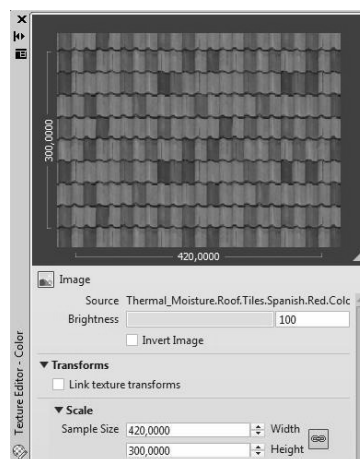 300,0000
420,0000
Image
Source Thermal_Moisture.Roof.Tiles.Spanish.Red.Colc
Brightness 100
Invert Image
Transforms
Link texture transforms
Scale
Sample Size 420,0000 Width
300,0000 Height
Texture Editor - Color